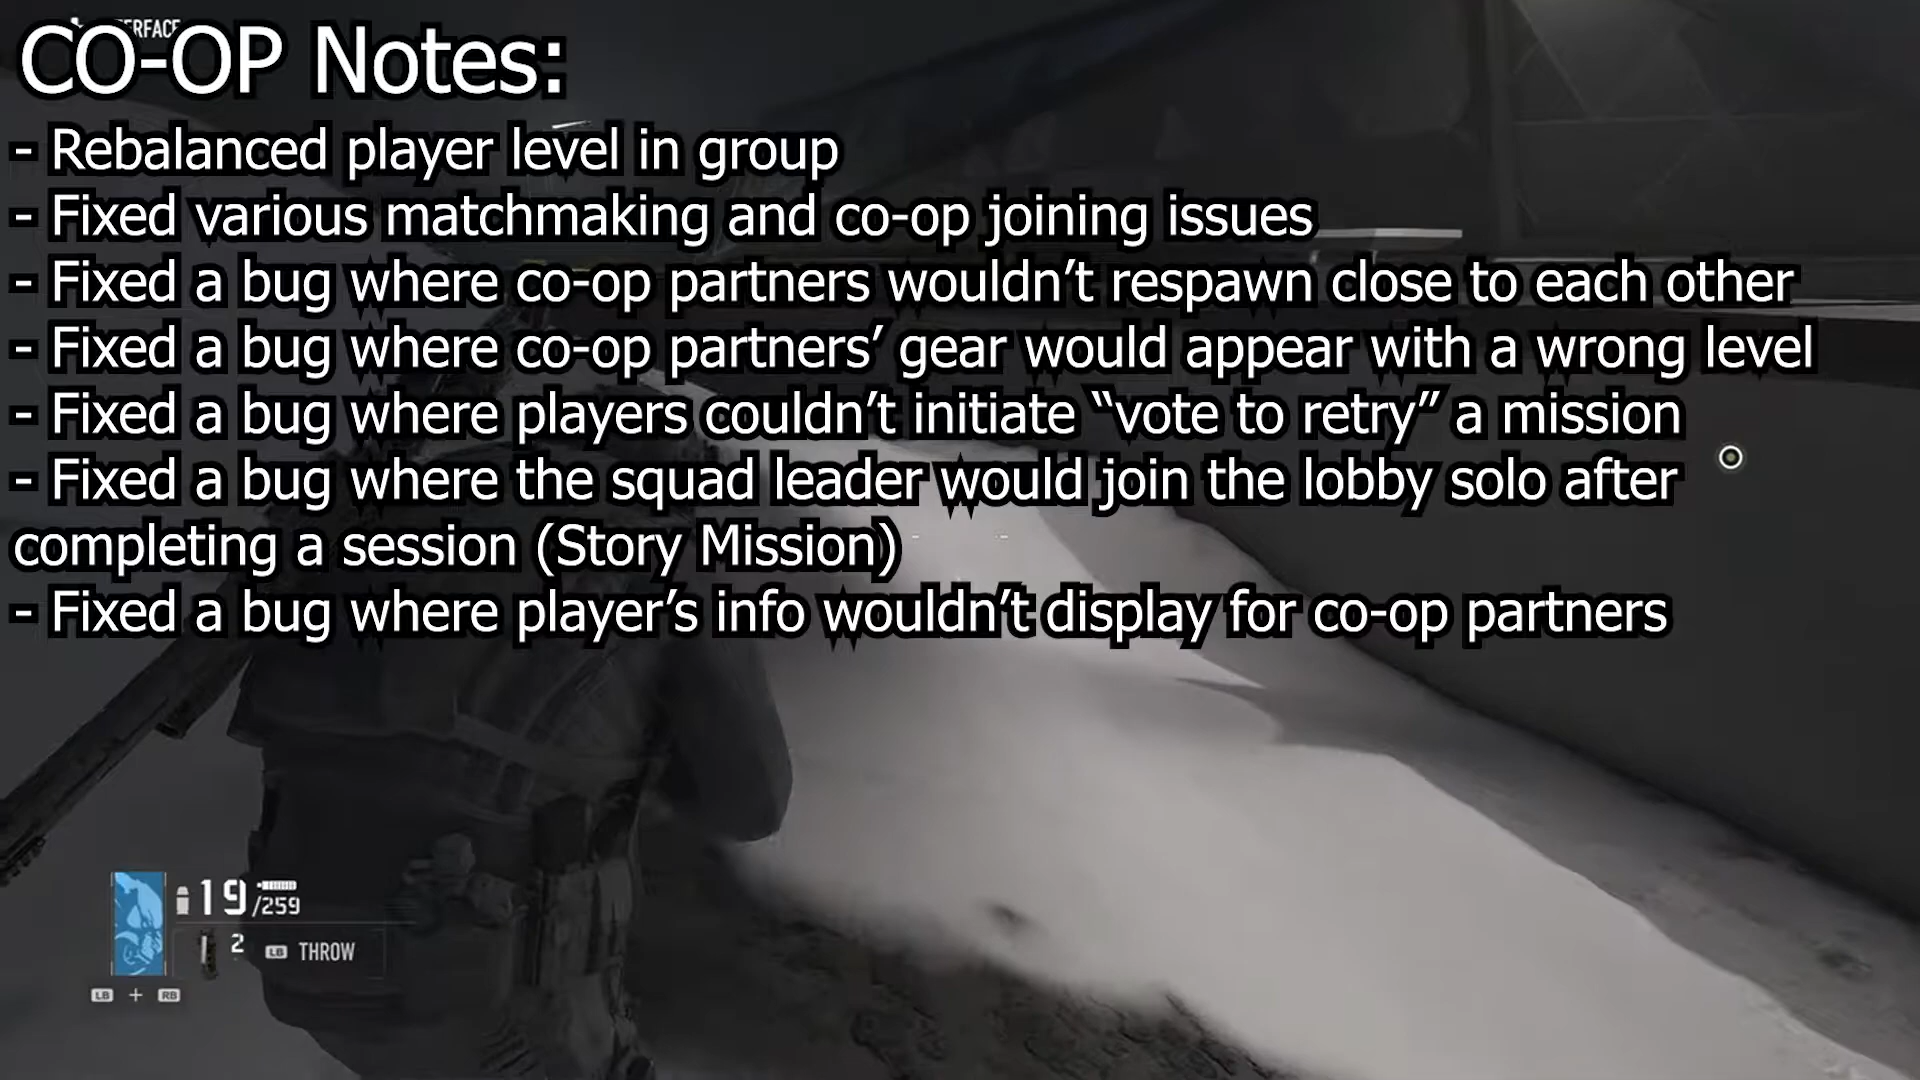 CO-OP Notes:
- Rebalanced player level in group
- Fixed various matchmaking and co-op joining issues
- Fixed a bug where co-op partners wouldn’t respawn close to each other
- Fixed a bug where co-op partners’ gear would appear with a wrong level
- Fixed a bug where players couldn’t initiate “vote to retry” a mission
- Fixed a bug where the squad leader would join the lobby solo after
completing a session (Story Mission)
- Fixed a bug where player’s info wouldn’t display for co-op partners
19 /259
2 LB THROW
LB + RB